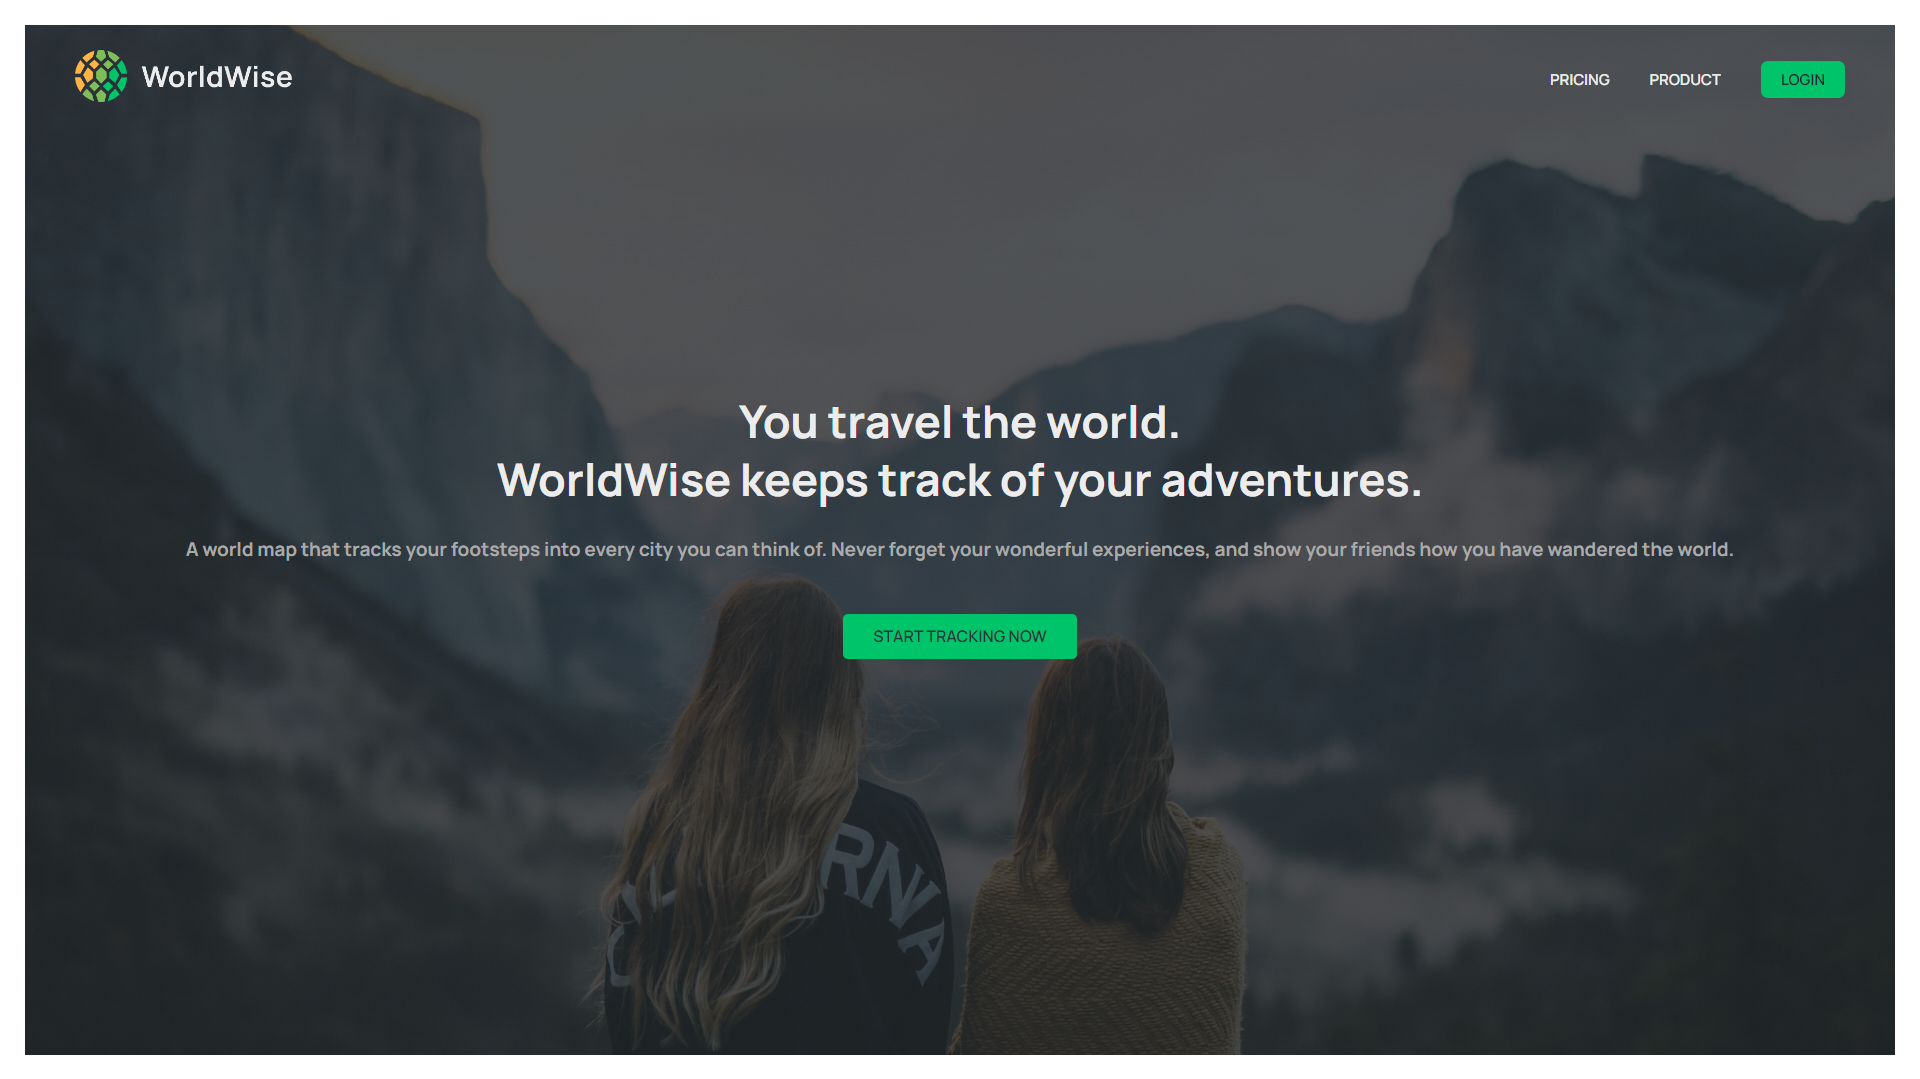 WorldWise
PRICING
PRODUCT
LOGIN
You travel the world.
WorldWise keeps track of your adventures.
A world map that tracks your footsteps into every city you can think of. Never forget your wonderful experiences, and show your friends how you have wandered the world.
START TRACKING NOW